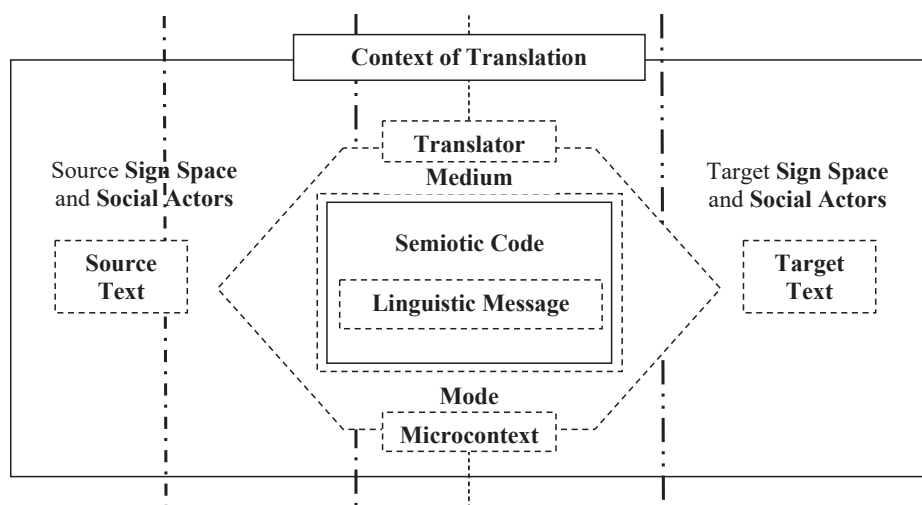 Context of Translation
Translator
Medium
Source Sign Space
and Social Actors
Target Sign Space
and Social Actors
Semiotic Code
Source
Text
Linguistic Message
Target
Text
Mode
Microcontext